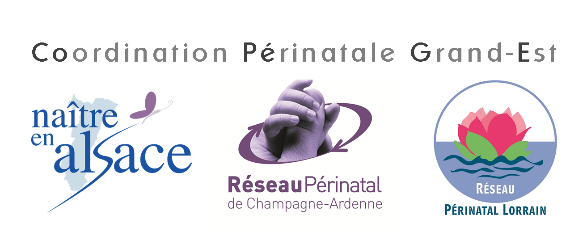 Coordination Périnatale Grand-Est
naître
en
alsace
RéseauPérinatal
de Champagne-Ardenne
RÉSEAU
PÉRINATAL LORRAIN